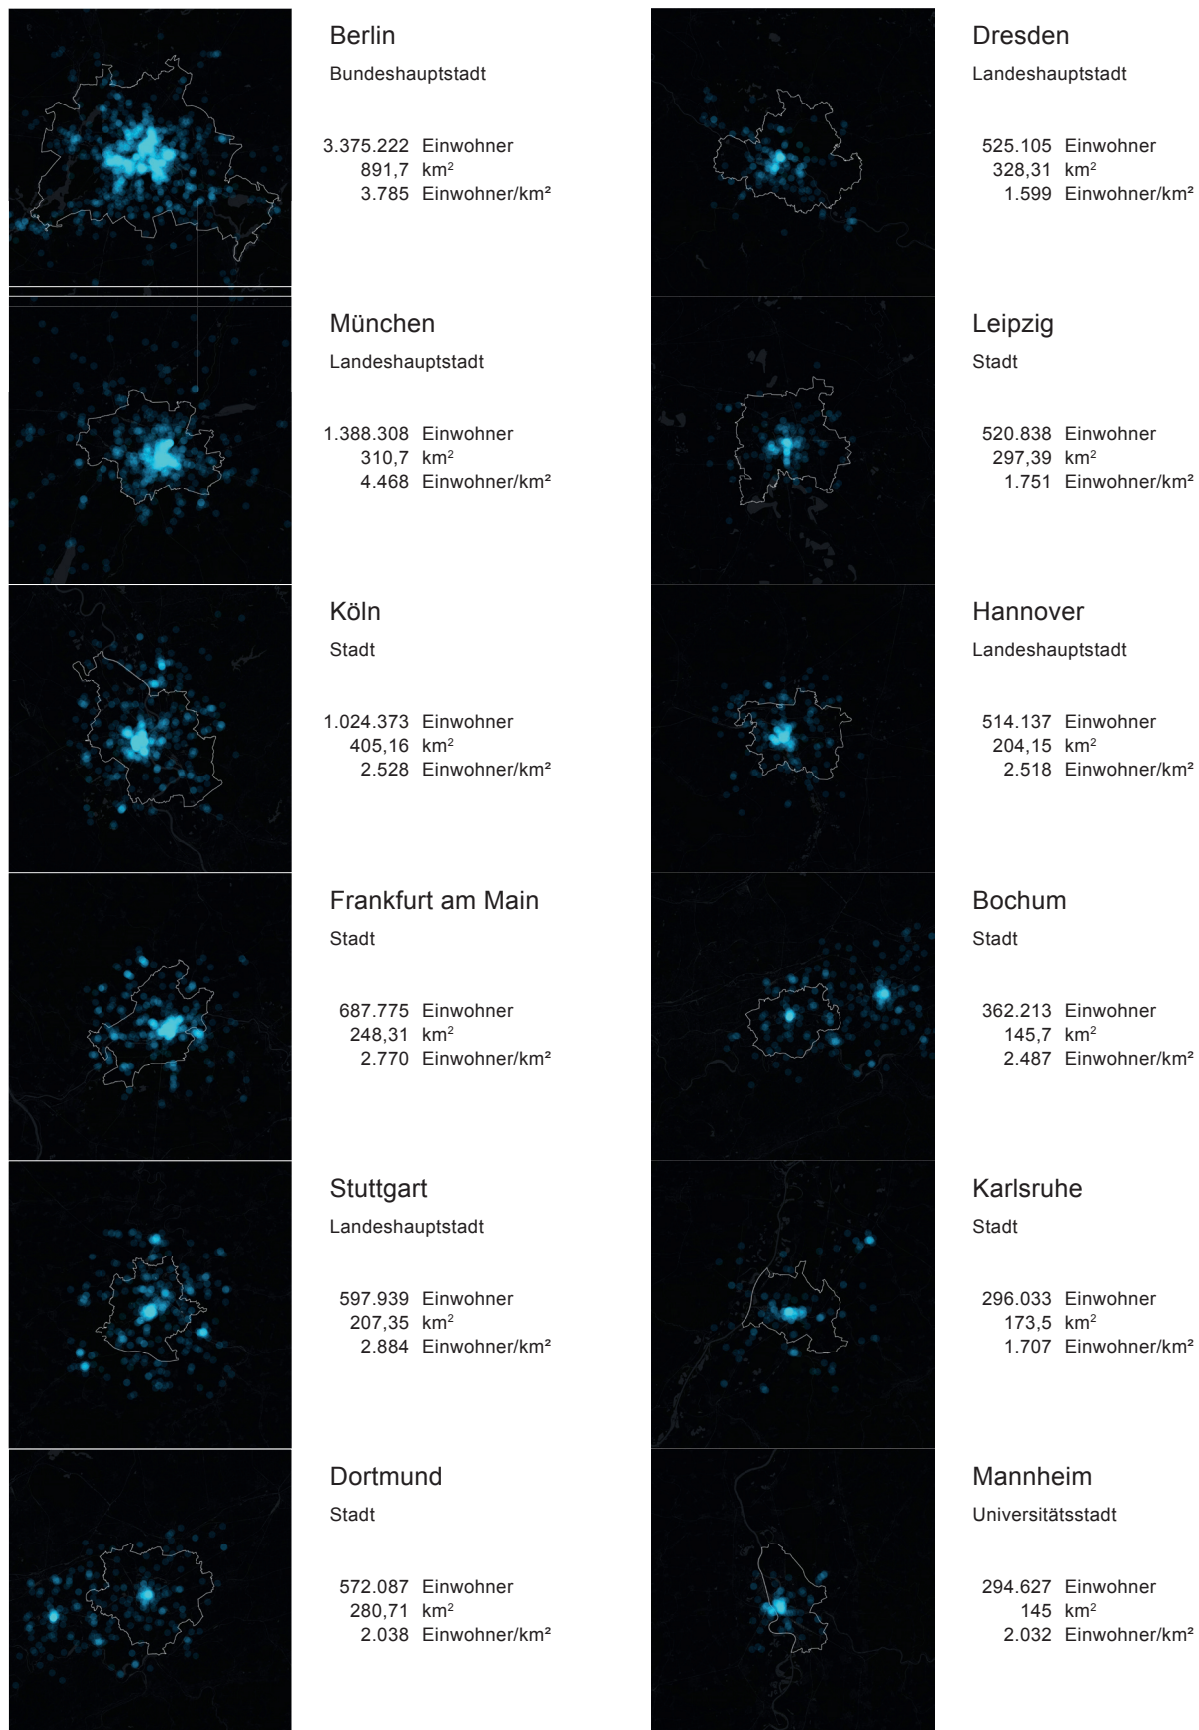 Berlin
Bundeshauptstadt
3.375.222 Einwohner
891,7 km²
3.785 Einwohner/km²
München
Landeshauptstadt
1.388.308 Einwohner
310,7 km²
4.468 Einwohner/km²
Köln
Stadt
1.024.373 Einwohner
405,16 km²
2.528 Einwohner/km²
Frankfurt am Main
Stadt
687.775 Einwohner
248,31 km²
2.770 Einwohner/km²
Stuttgart
Landeshauptstadt
597.939 Einwohner
207,35 km²
2.884 Einwohner/km²
Dortmund
Stadt
572.087 Einwohner
280,71 km²
2.038 Einwohner/km²
Dresden
Landeshauptstadt
525.105 Einwohner
328,31 km²
1.599 Einwohner/km²
Leipzig
Stadt
520.838 Einwohner
297,39 km²
1.751 Einwohner/km²
Hannover
Landeshauptstadt
514.137 Einwohner
204,15 km²
2.518 Einwohner/km²
Bochum
Stadt
362.213 Einwohner
145,7 km²
2.487 Einwohner/km²
Karlsruhe
Stadt
296.033 Einwohner
173,5 km²
1.707 Einwohner/km²
Mannheim
Universitätsstadt
294.627 Einwohner
145 km²
2.032 Einwohner/km²